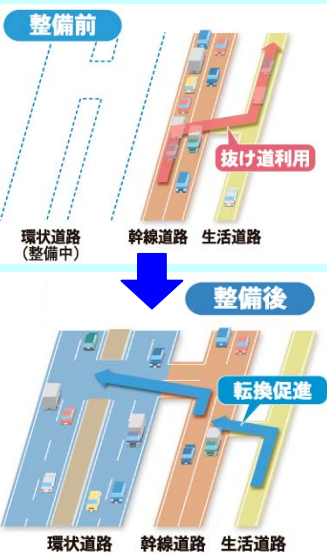 整備前
抜け道利用
環状道路
(整備中)
幹線道路
生活道路
整備後
転換促進
環状道路
幹線道路
生活道路